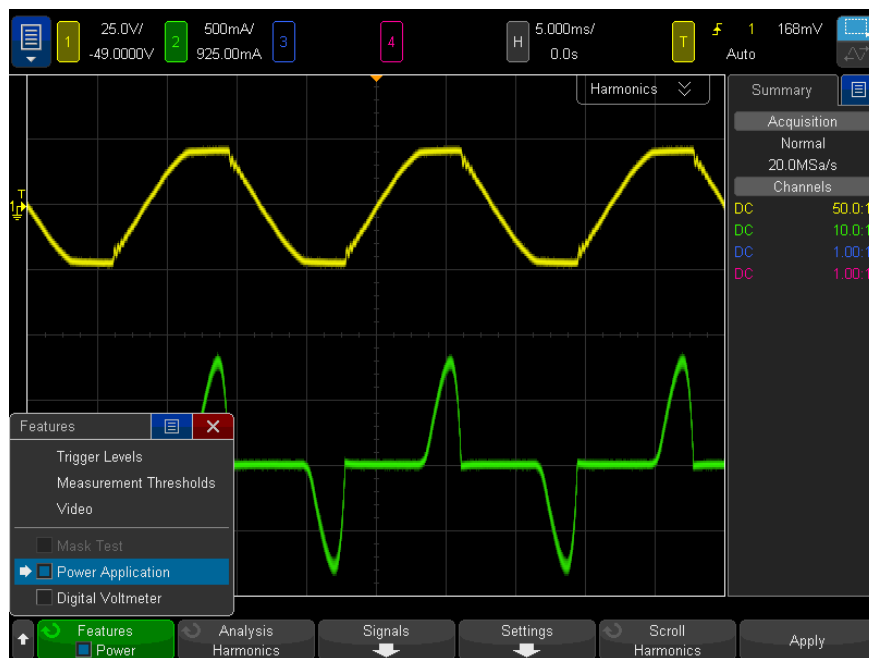 1 25.0V/ 2 500mA/ 3 4 H 5.000ms/ T 1 168mV
-49.0000V 925.00mA 0.0s Auto
Harmonics
Summary
Acquisition
Normal
20.0MSa/s
Channels
DC 50.0:1
DC 10.0:1
DC 1.00:1
DC 1.00:1
T
1
Features
Trigger Levels
Measurement Thresholds
Video
Mask Test
Power Application
Digital Voltmeter
Features Analysis Signals Settings Scroll Apply
Power Harmonics Harmonics